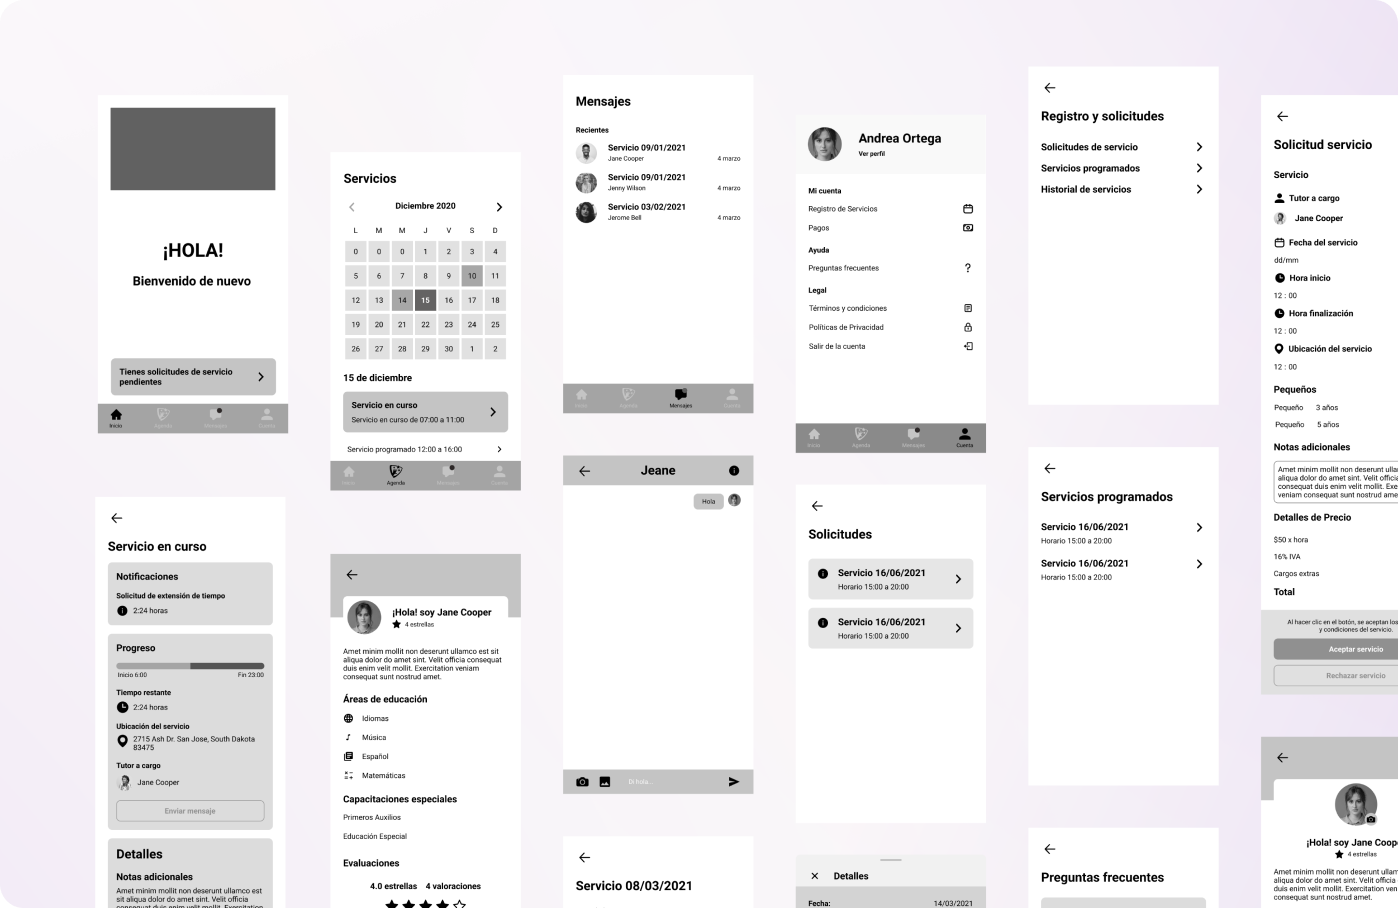 ¡HOLA!
Bienvenido de nuevo
Tienes solicitudes de servicio
pendientes
Inicio
Agenda
Mensajes
Cuenta
Servicio en curso
Notificaciones
Solicitud de extensión de tiempo
2:24 horas
Progreso
Inicio 6:00
Fin 23:00
Tiempo restante
2:24 horas
Ubicación del servicio
2715 Ash Dr. San Jose, South Dakota
83475
Tutor a cargo
Jane Cooper
Enviar mensaje
Detalles
Notas adicionales
Amet minim mollit non deserunt ullamco est
sit aliqua dolor do amet sint. Velit officia
consequat duis enim velit mollit. Exercitation
Servicios
Diciembre 2020
L M M J V S D
0 0 0 1 2 3 4
5 6 7 8 9 10 11
12 13 14 15 16 17 18
19 20 21 22 23 24 25
26 27 28 29 30 1 2
15 de diciembre
Servicio en curso
Servicio en curso de 07:00 a 11:00
Servicio programado 12:00 a 16:00
Inicio
Agenda
Mensajes
Cuenta
¡Hola! soy Jane Cooper
4 estrellas
Amet minim mollit non deserunt ullamco est sit
aliqua dolor do amet sint. Velit officia consequat
duis enim velit mollit. Exercitation veniam
consequat sunt nostrud amet.
Áreas de educación
Idiomas
Música
Español
Matemáticas
Capacitaciones especiales
Primeros Auxilios
Educación Especial
Evaluaciones
4.0 estrellas 4 valoraciones
Mensajes
Recientes
Servicio 09/01/2021
Jane Cooper
4 marzo
Servicio 09/01/2021
Jenny Wilson
4 marzo
Servicio 03/02/2021
Jerome Bell
4 marzo
Inicio
Agenda
Mensajes
Cuenta
Jeane
Hola
Di hola...
Servicio 08/03/2021
Andrea Ortega
Ver perfil
Mi cuenta
Registro de Servicios
Pagos
Ayuda
Preguntas frecuentes
Legal
Términos y condiciones
Políticas de Privacidad
Salir de la cuenta
Inicio
Agenda
Mensajes
Cuenta
Solicitudes
Servicio 16/06/2021
Horario 15:00 a 20:00
Servicio 16/06/2021
Horario 15:00 a 20:00
Detalles
Fecha:
14/03/2021
Registro y solicitudes
Solicitudes de servicio
Servicios programados
Historial de servicios
Servicios programados
Servicio 16/06/2021
Horario 15:00 a 20:00
Servicio 16/06/2021
Horario 15:00 a 20:00
Preguntas frecuentes
Solicitud servicio
Servicio
Tutor a cargo
Jane Cooper
Fecha del servicio
dd/mm
Hora inicio
12 : 00
Hora finalización
12 : 00
Ubicación del servicio
12 : 00
Pequeños
Pequeño 3 años
Pequeño 5 años
Notas adicionales
Amet minim mollit non deserunt
aliqua dolor do amet sint. Velit
consequat duis enim velit mollit.
veniam consequat sunt nostrud
Detalles de Precio
$50 x hora
16% IVA
Cargos extras
Total
Al hacer clic en el botón, se aceptan los
y condiciones del servicio.
Aceptar servicio
Rechazar servicio
¡Hola! soy Jane
4 estrellas
Amet minim mollit non deserunt
aliqua dolor do amet sint. Velit officia
duis enim velit mollit. Exercitation
consequat sunt nostrud amet.